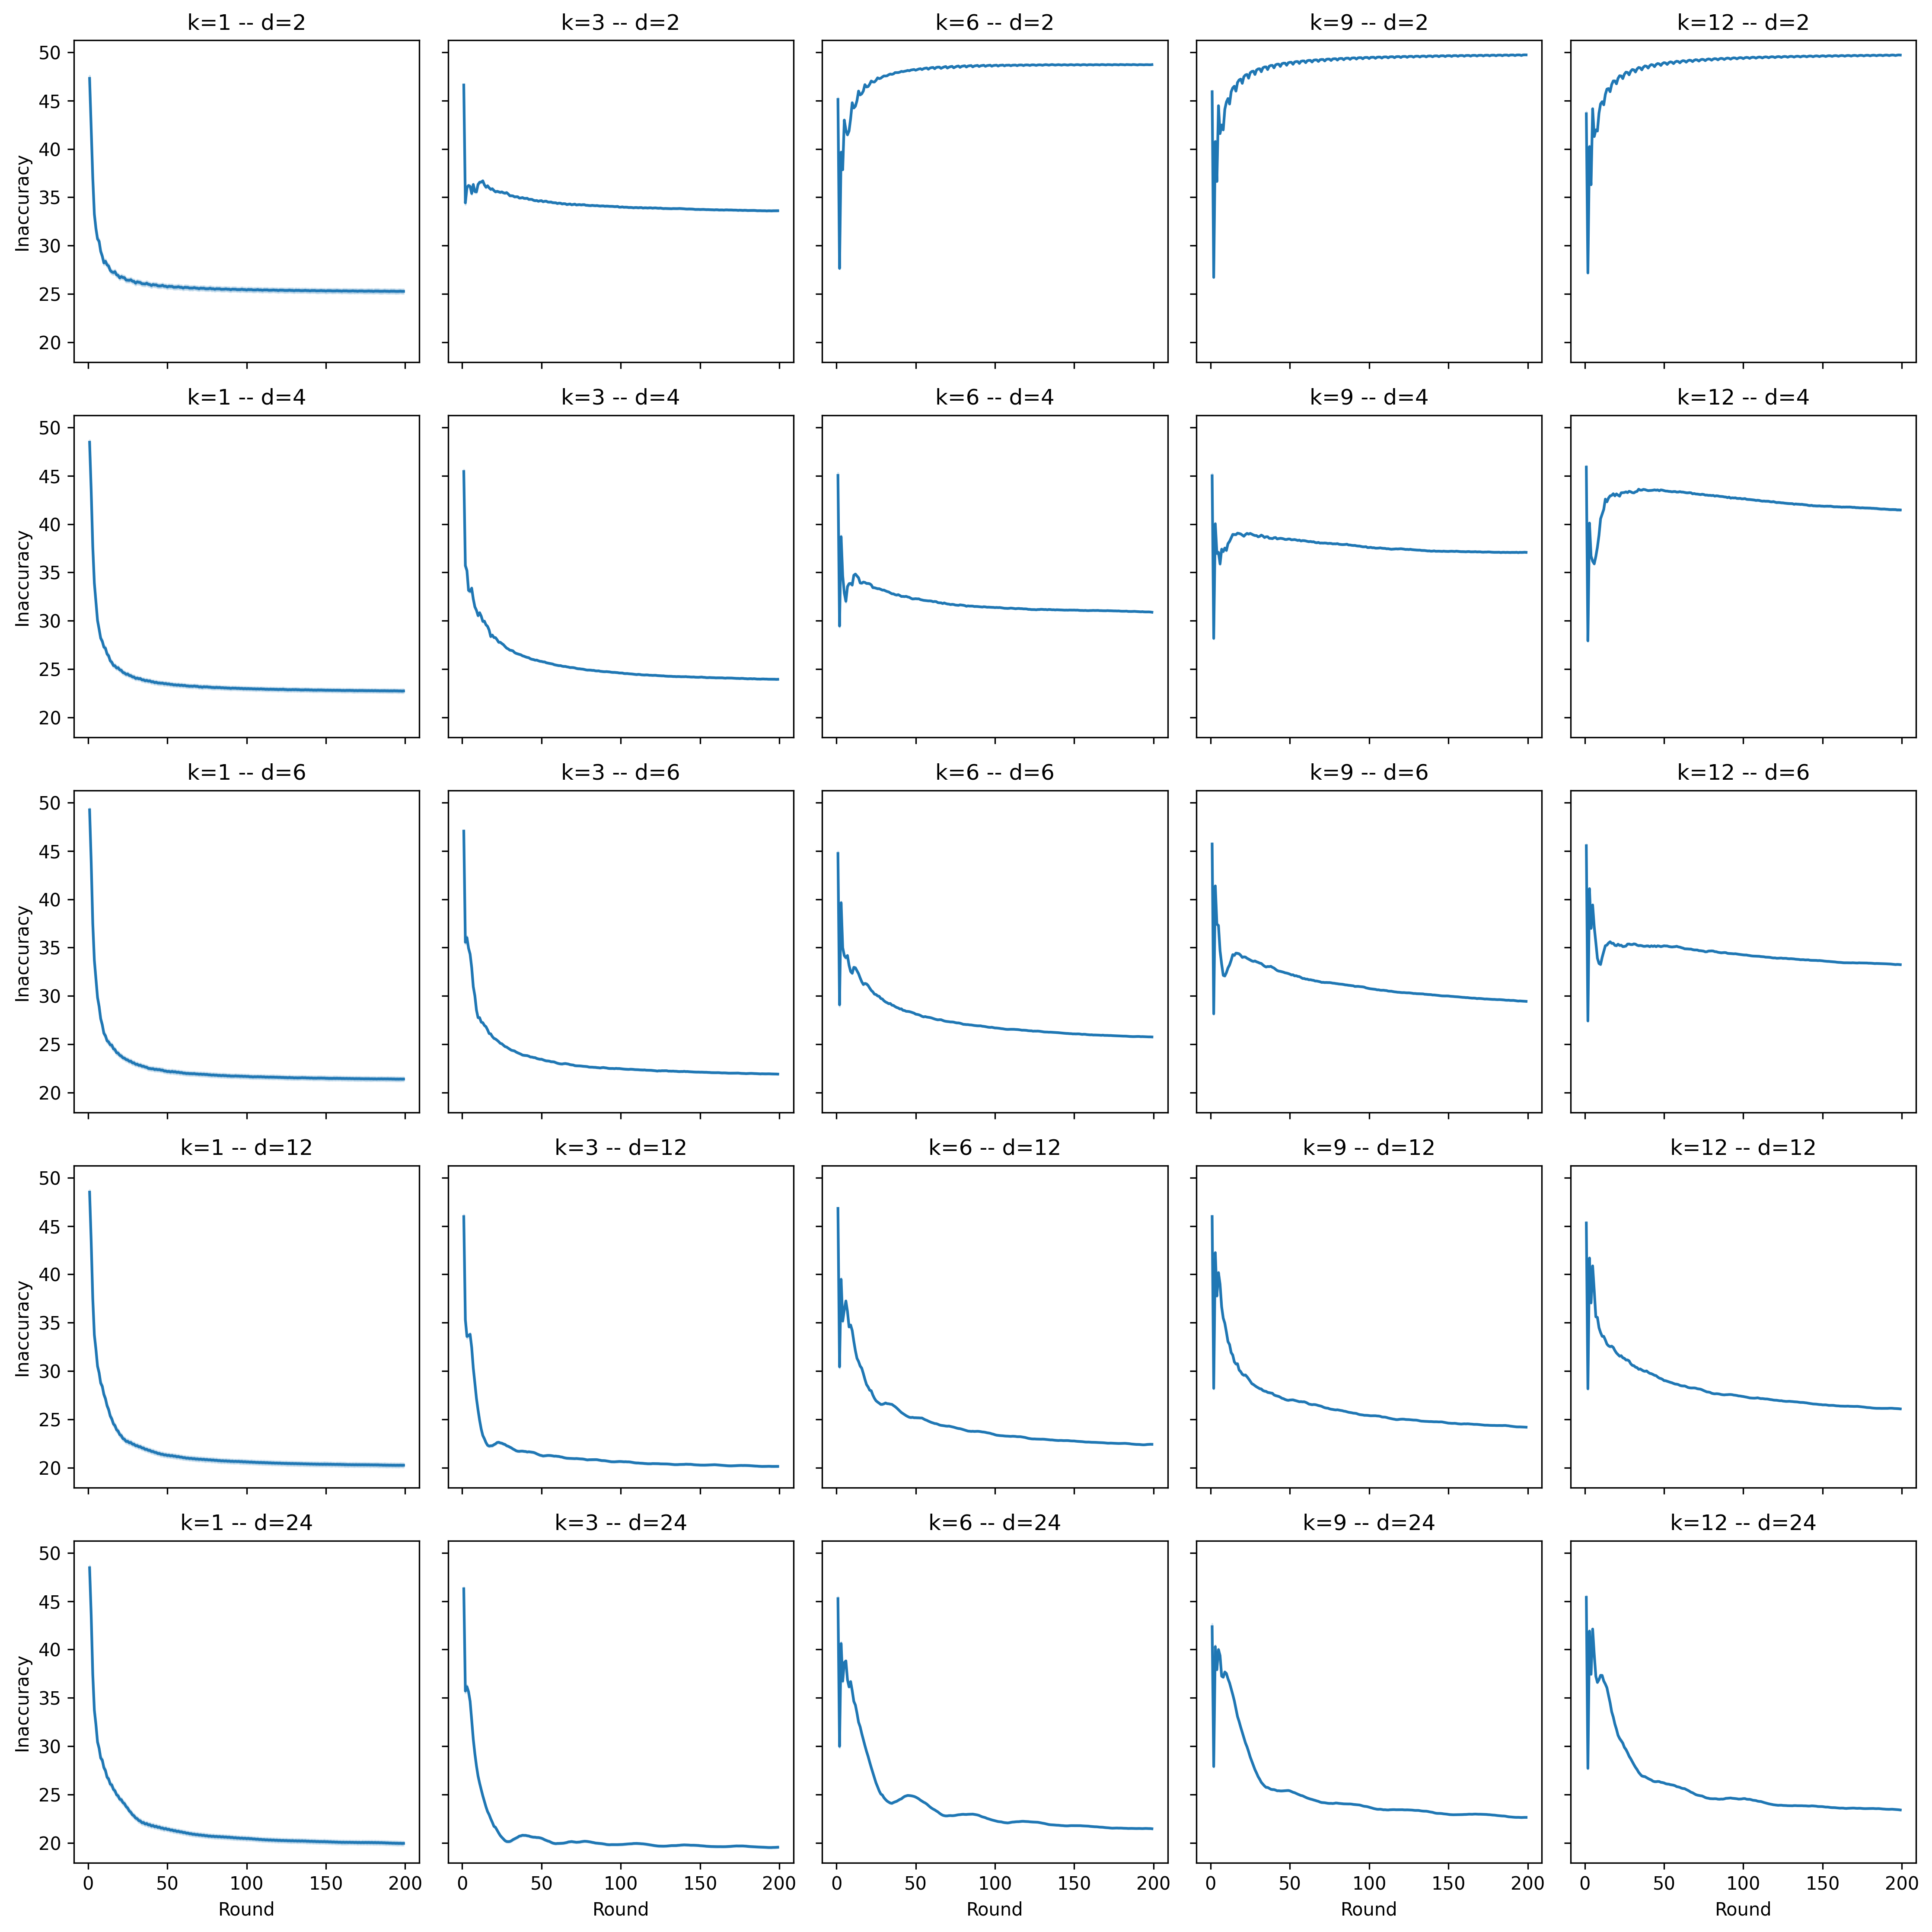 k=1 -- d=2 k=3 -- d=2 k=6 -- d=2 k=9 -- d=2 k=12 -- d=2
50
45
40
35
30
25
20
Inaccuracy
k=1 -- d=4 k=3 -- d=4 k=6 -- d=4 k=9 -- d=4 k=12 -- d=4
50
45
40
35
30
25
20
Inaccuracy
k=1 -- d=6 k=3 -- d=6 k=6 -- d=6 k=9 -- d=6 k=12 -- d=6
50
45
40
35
30
25
20
Inaccuracy
k=1 -- d=12 k=3 -- d=12 k=6 -- d=12 k=9 -- d=12 k=12 -- d=12
50
45
40
35
30
25
20
Inaccuracy
k=1 -- d=24 k=3 -- d=24 k=6 -- d=24 k=9 -- d=24 k=12 -- d=24
50
45
40
35
30
25
20
Inaccuracy
0 50 100 150 200 0 50 100 150 200 0 50 100 150 200 0 50 100 150 200 0 50 100 150 200
Round Round Round Round Round